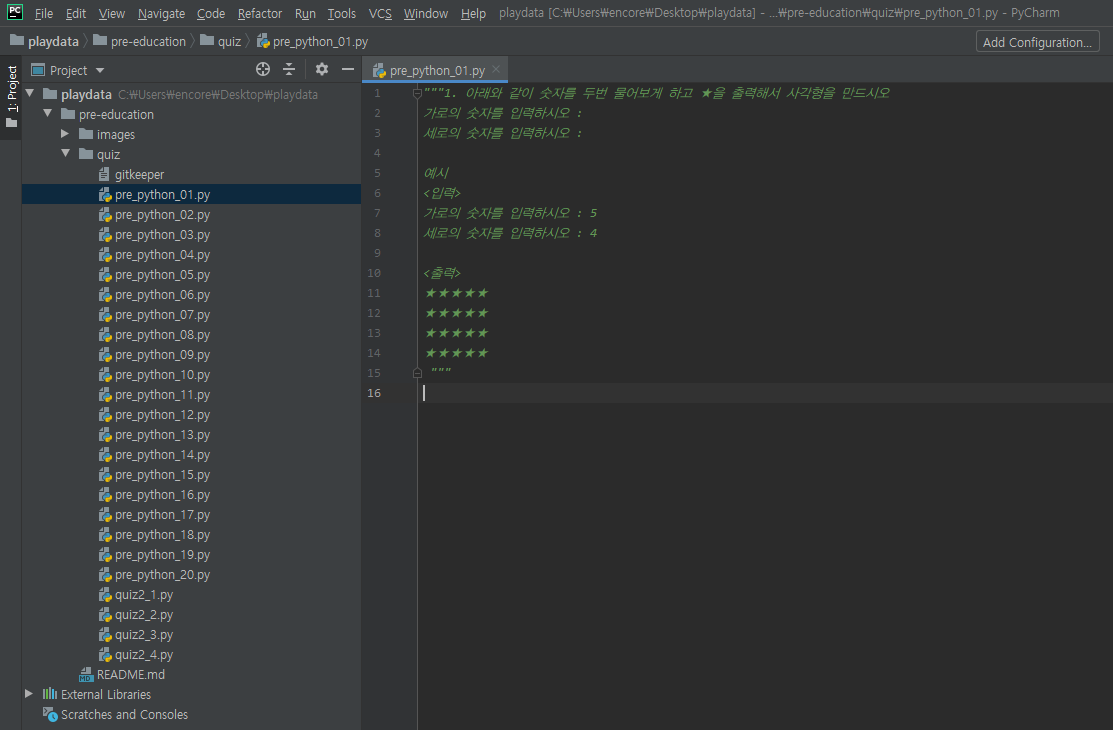 PC File Edit View Navigate Code Refactor Run Tools VCS Window Help playdata [C:₩Users₩encore₩Desktop₩playdata] - ...₩pre-education₩quiz₩pre_python_01.py - PyCharm
playdata pre-education quiz pre_python_01.py Add Configuration...
1: Project
Project
pre_python_01.py
playdata C:₩Users₩encore₩Desktop₩playdata
pre-education
images
quiz
gitkeeper
pre_python_01.py
pre_python_02.py
pre_python_03.py
pre_python_04.py
pre_python_05.py
pre_python_06.py
pre_python_07.py
pre_python_08.py
pre_python_09.py
pre_python_10.py
pre_python_11.py
pre_python_12.py
pre_python_13.py
pre_python_14.py
pre_python_15.py
pre_python_16.py
pre_python_17.py
pre_python_18.py
pre_python_19.py
pre_python_20.py
quiz2_1.py
quiz2_2.py
quiz2_3.py
quiz2_4.py
README.md
External Libraries
Scratches and Consoles
1 """1. 아래와 같이 숫자를 두번 물어보게 하고 ★을 출력해서 사각형을 만드시오
2 가로의 숫자를 입력하시오 :
3 세로의 숫자를 입력하시오 :
4
5 예시
6 <입력>
7 가로의 숫자를 입력하시오 : 5
8 세로의 숫자를 입력하시오 : 4
9
10 <출력>
11 ★★★★★
12 ★★★★★
13 ★★★★★
14 ★★★★★
15 """
16